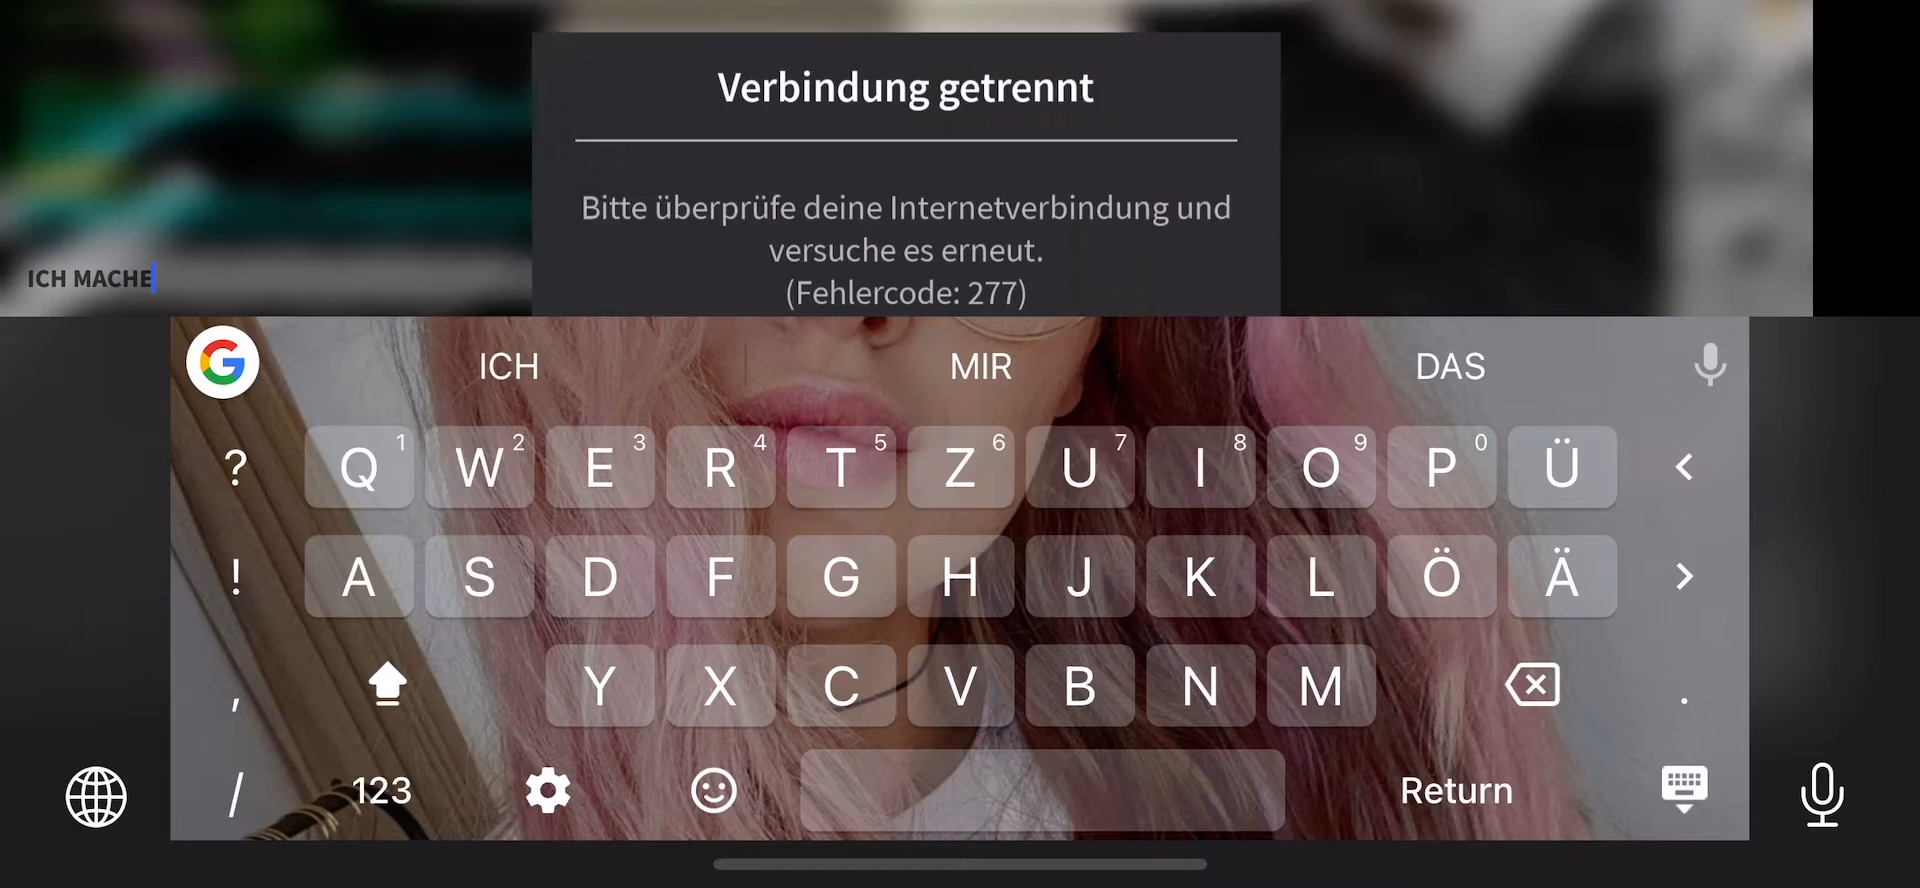 Verbindung getrennt
Bitte überprüfe deine Internetverbindung und
versuche es erneut.
(Fehlercode: 277)
ICH MACHE
G ICH MIR DAS
? Q 1 W 2 E 3 R 4 T 5 Z 6 U 7 I 8 O 9 P 0 Ü <
! A S D F G H J K L Ö Ä >
, Y X C V B N M .
/ 123 Return